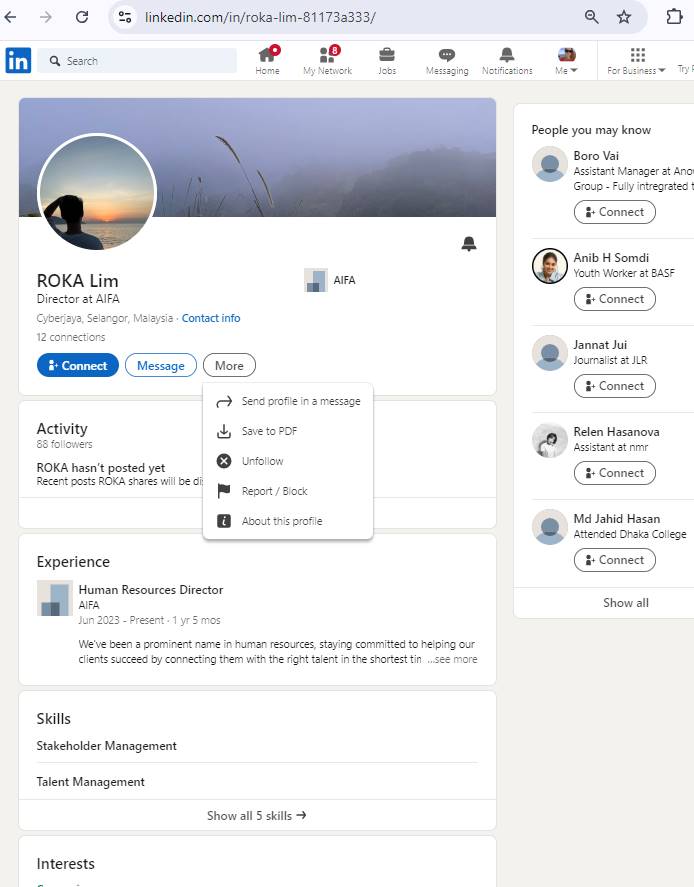 linkedin.com/in/roka-lim-81173a333/
in
Search
Home
8
My Network
Jobs
Messaging
Notifications
Me
For Business
Try
ROKA Lim
Director at AIFA
AIFA
Cyberjaya, Selangor, Malaysia · Contact info
12 connections
Connect
Message
More
Send profile in a message
Save to PDF
Unfollow
Report / Block
About this profile
Activity
88 followers
ROKA hasn't posted yet
Recent posts ROKA shares will be
Experience
Human Resources Director
AIFA
Jun 2023 - Present · 1 yr 5 mos
We've been a prominent name in human resources, staying committed to helping our
clients succeed by connecting them with the right talent in the shortest …see more
Skills
Stakeholder Management
Talent Management
Show all 5 skills →
Interests
People you may know
Boro Vai
Assistant Manager at
Group - Fully intregrated
Connect
Anib H Somdi
Youth Worker at BASF
Connect
Jannat Jui
Journalist at JLR
Connect
Relen Hasanova
Assistant at nmr
Connect
Md Jahid Hasan
Attended Dhaka College
Connect
Show all